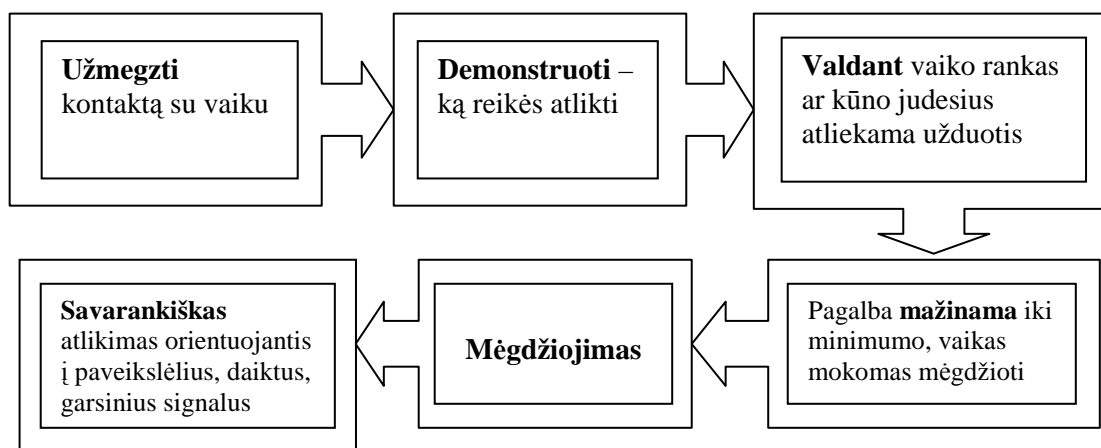 Užmegzti
kontaktą su vaiku
Demonstruoti –
ką reikės atlikti
Valdant vaiko rankas
ar kūno judesius
atliekama užduotis
Pagalba mažinama iki
minimumo, vaikas
mokomas mėgdžioti
Mėgdžiojimas
Savarankiškas
atlikimas orientuojantis
į paveikslėlius, daiktus,
garsinius signalus